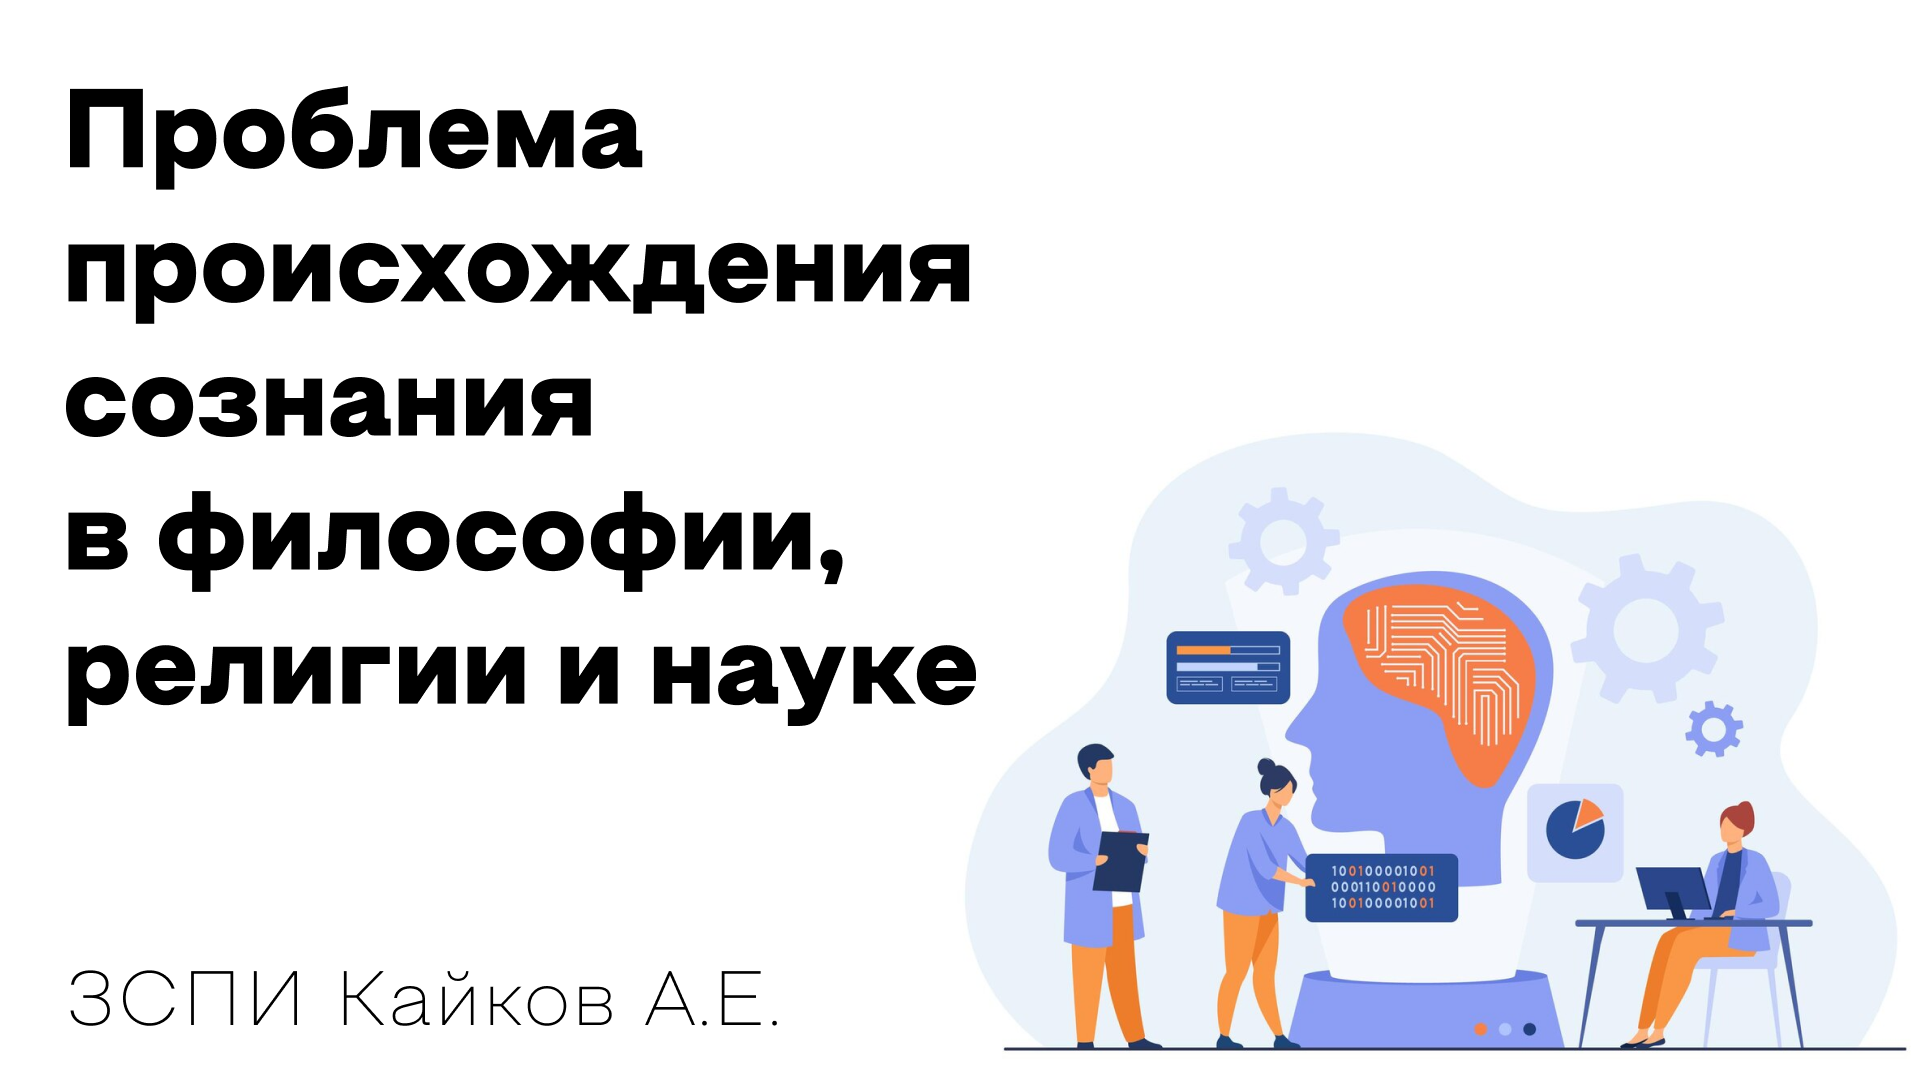 Проблема
происхождения
сознания
в философии,
религии и науке
ЗСПИ Кайков А.Е.
100100001001
000110010000
100100001001